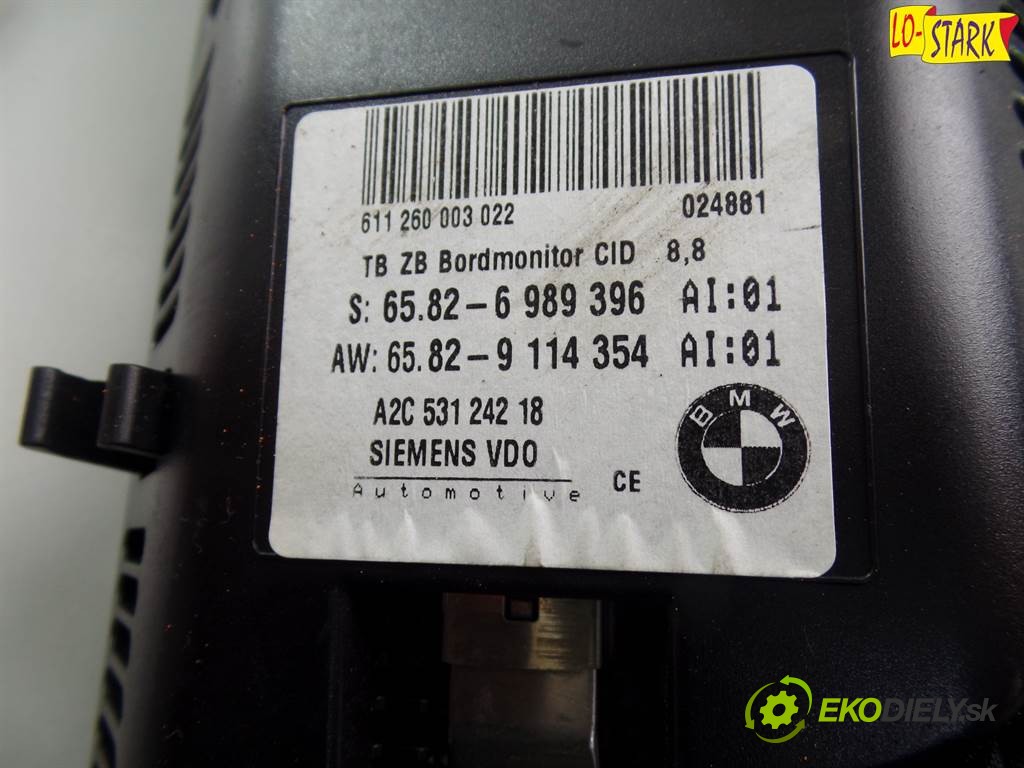 LO-STARK
611 260 003 022 024881
TB ZB Bordmonitor CID 8,8
S: 65.82-6 989 396 AI:01
AW: 65.82-9 114 354 AI:01
A2C 531 242 18
BMW
SIEMENS VDO
Automotive CE
EKODIELY.sk